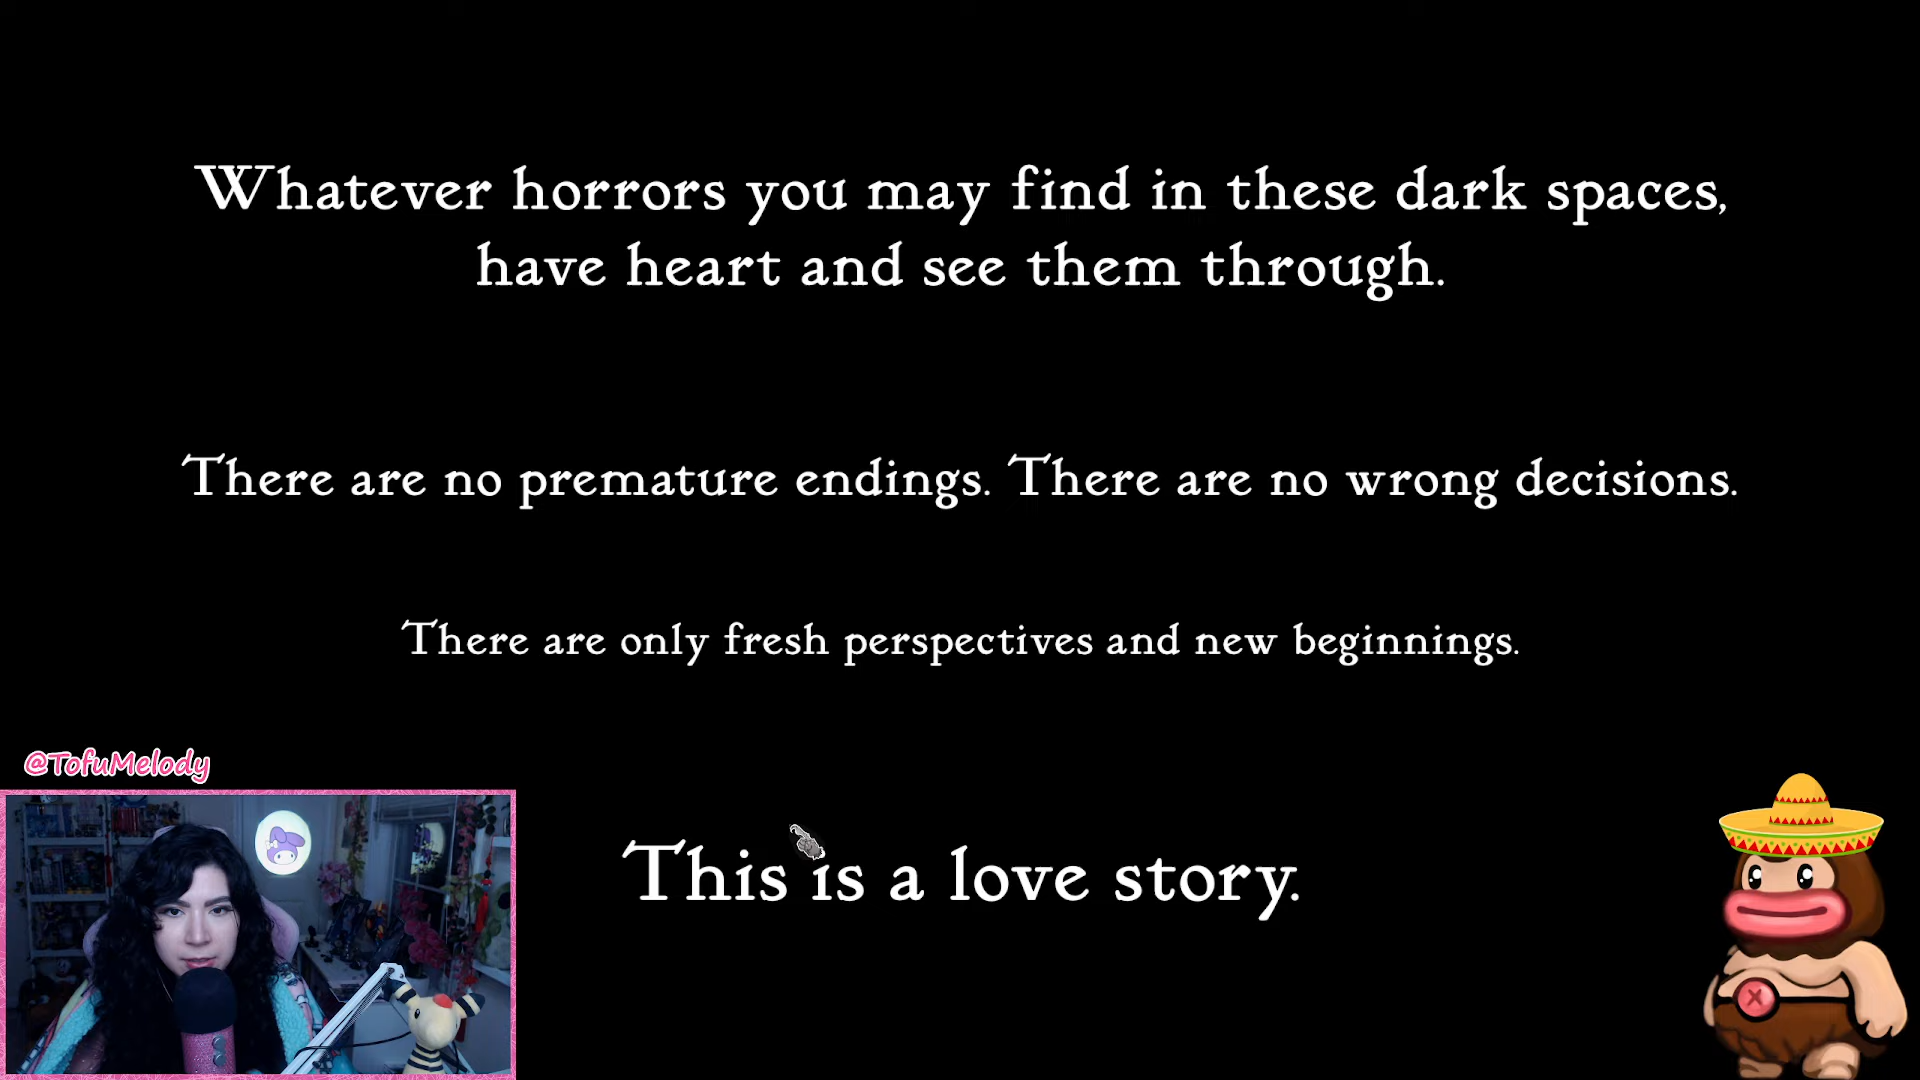 Whatever horrors you may find in these dark spaces,
have heart and see them through.
There are no premature endings. There are no wrong decisions.
There are only fresh perspectives and new beginnings.
@TofuMelody
This is a love story.